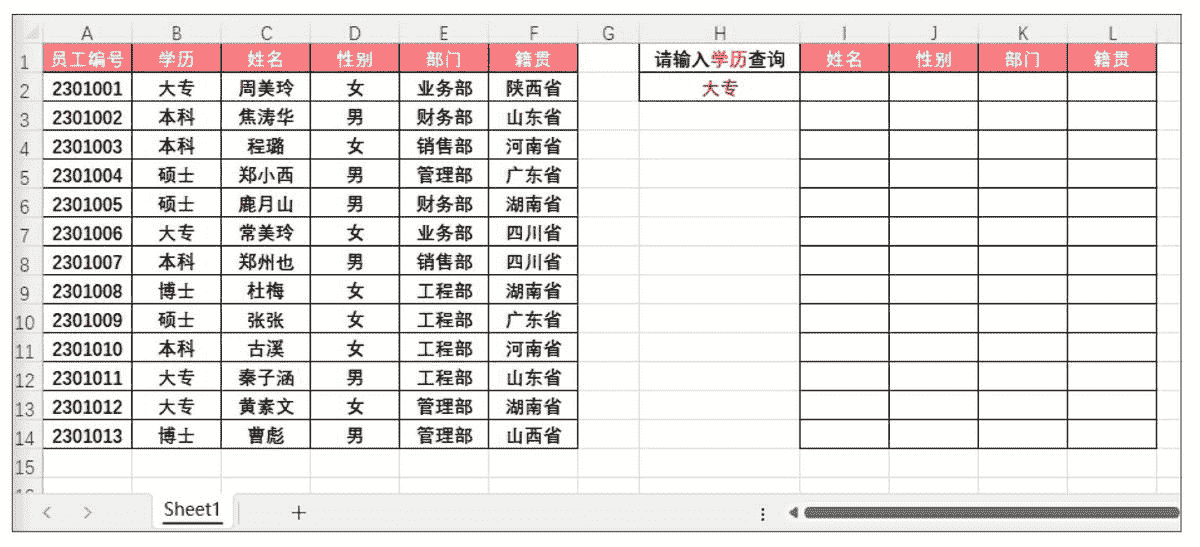 A B C D E F G H I J K L
1 员工编号 学历 姓名 性别 部门 籍贯 请输入学历查询 姓名 性别 部门 籍贯
2 2301001 大专 周美玲 女 业务部 陕西省 大专
3 2301002 本科 焦涛华 男 财务部 山东省
4 2301003 本科 程璐 女 销售部 河南省
5 2301004 硕士 郑小西 男 管理部 广东省
6 2301005 硕士 鹿月山 男 财务部 湖南省
7 2301006 大专 常美玲 女 业务部 四川省
8 2301007 本科 郑州也 男 销售部 四川省
9 2301008 博士 杜梅 女 工程部 湖南省
10 2301009 硕士 张张 女 工程部 广东省
11 2301010 本科 古溪 女 工程部 河南省
12 2301011 大专 秦子涵 男 工程部 山东省
13 2301012 大专 黄素文 女 管理部 湖南省
14 2301013 博士 曹彪 男 管理部 山西省
15
Sheet1